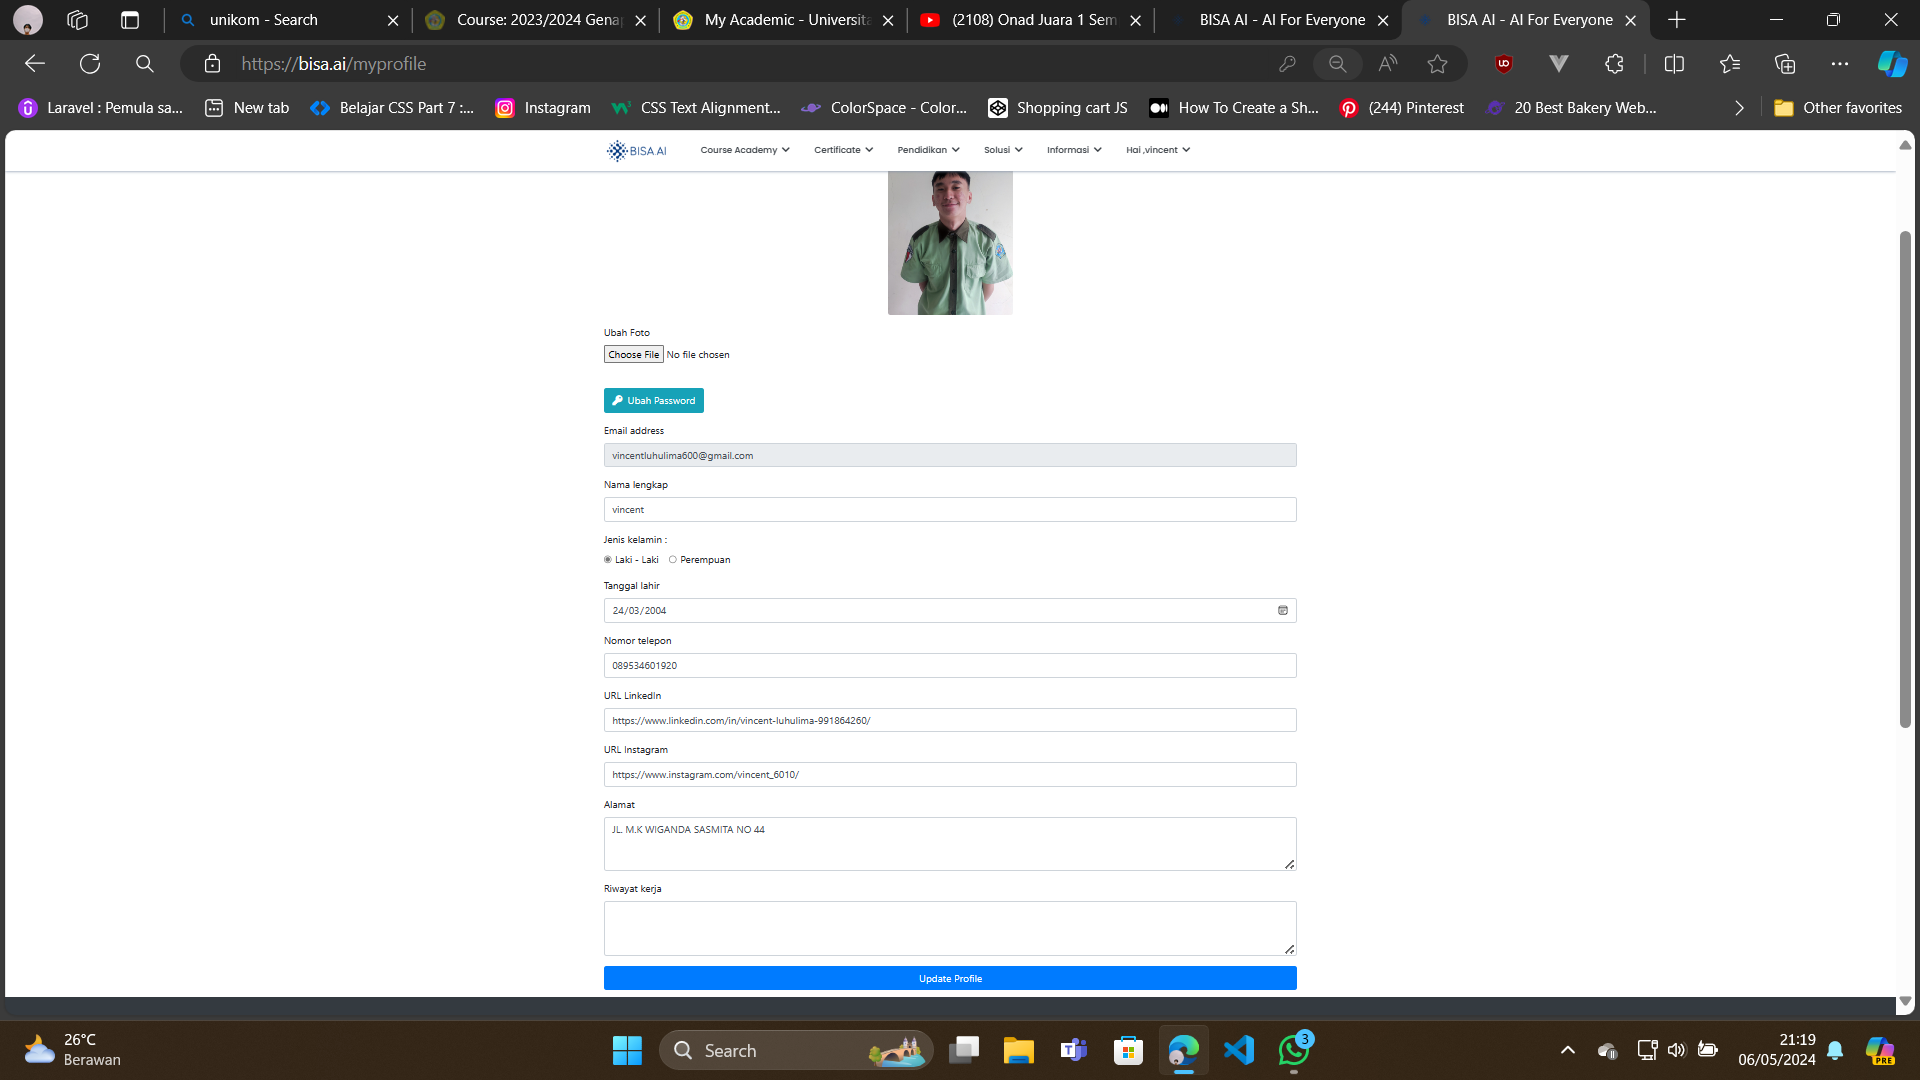 unikom - Search
Course: 2023/2024 Gena
My Academic - Universita
(2108) Onad Juara 1 Sem
BISA AI - AI For Everyone
BISA AI - AI For Everyone
https://bisa.ai/myprofile
Laravel : Pemula sa...
New tab
Belajar CSS Part 7 :...
Instagram
CSS Text Alignment...
ColorSpace - Color...
Shopping cart JS
How To Create a Sh...
(244) Pinterest
20 Best Bakery Web...
Other favorites
BISA.AI
Course Academy
Certificate
Pendidikan
Solusi
Informasi
Hai ,vincent
Ubah Foto
Choose File No file chosen
Ubah Password
Email address
vincentluhulima600@gmail.com
Nama lengkap
vincent
Jenis kelamin :
Laki - Laki Perempuan
Tanggal lahir
24/03/2004
Nomor telepon
089534601920
URL LinkedIn
https://www.linkedin.com/in/vincent-luhulima-991864260/
URL Instagram
https://www.instagram.com/vincent_6010/
Alamat
JL. M.K WIGANDA SASMITA NO 44
Riwayat kerja
Update Profile
26°C
Berawan
Search
3
21:19
06/05/2024
PRE